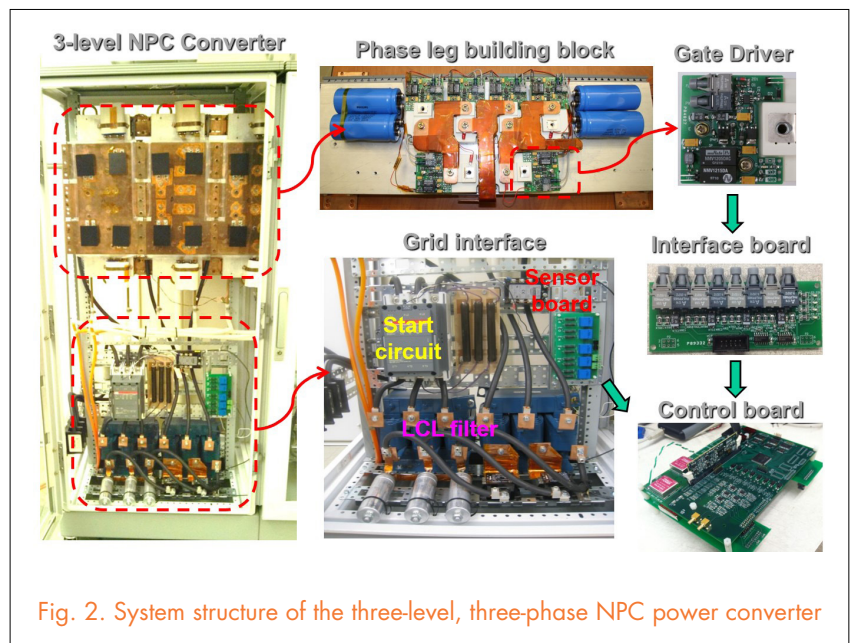 3-level NPC Converter
Phase leg building block
Gate Driver
Grid interface
Sensor
board
Start
circuit
LCL filter
Interface board
Control board
Fig. 2. System structure of the three-level, three-phase NPC power converter